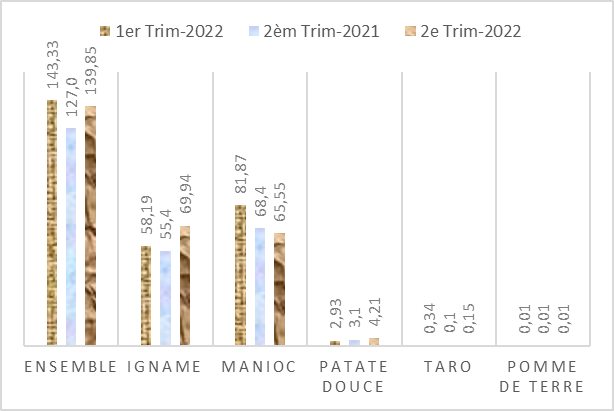 1er Trim-2022 2èm Trim-2021 2e Trim-2022
143,33 127,0 139,85
58,19 55,4 69,94
81,87 68,4 65,55
2,93 3,1 4,21
0,34 0,1 0,15
0,01 0,01 0,01
ENSEMBLE IGNAME MANIOC PATATE DOUCE TARO POMME DE TERRE